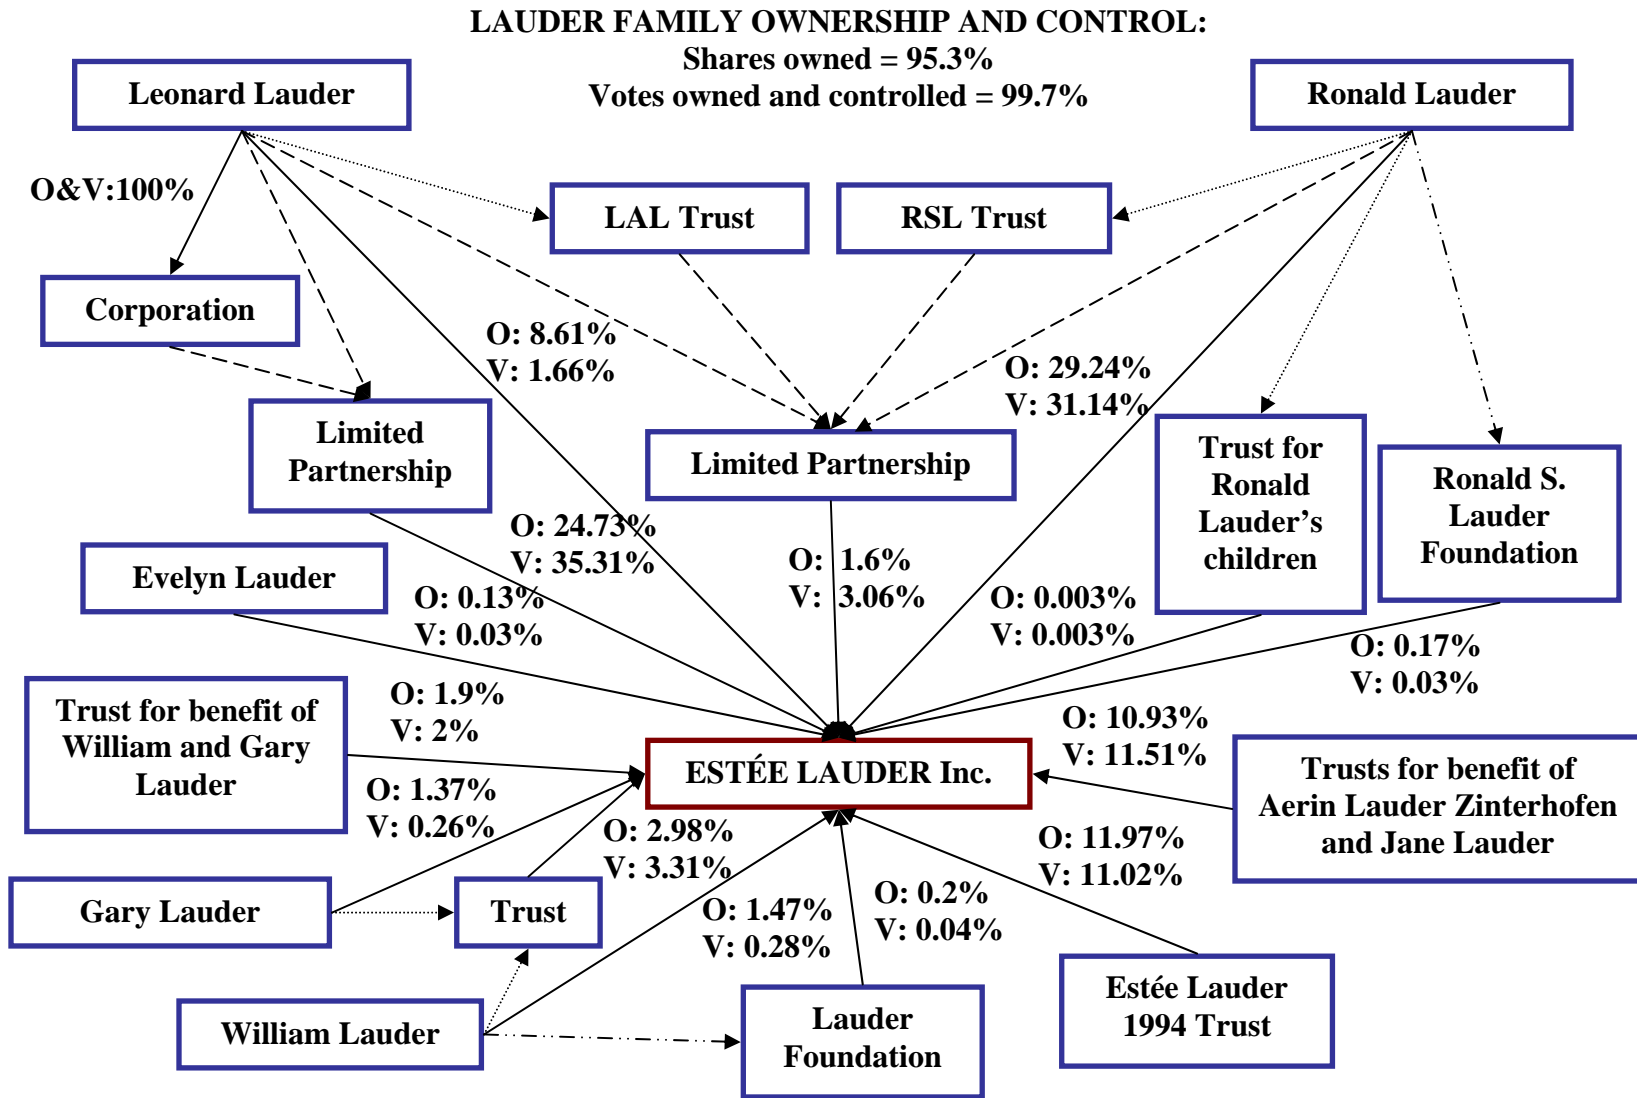 LAUDER FAMILY OWNERSHIP AND CONTROL:
Shares owned = 95.3%
Votes owned and controlled = 99.7%
Leonard Lauder
Ronald Lauder
O&V:100%
LAL Trust
RSL Trust
Corporation
O: 8.61%
V: 1.66%
O: 29.24%
V: 31.14%
Limited
Partnership
Limited Partnership
Trust for
Ronald
Lauder’s
children
Ronald S.
Lauder
Foundation
O: 24.73%
V: 35.31%
O: 1.6%
V: 3.06%
Evelyn Lauder
O: 0.13%
V: 0.03%
O: 0.003%
V: 0.003%
O: 0.17%
V: 0.03%
Trust for benefit of
William and Gary
Lauder
O: 1.9%
V: 2%
O: 10.93%
V: 11.51%
ESTÉE LAUDER Inc.
Trusts for benefit of
Aerin Lauder Zinterhofen
and Jane Lauder
O: 1.37%
V: 0.26%
O: 2.98%
V: 3.31%
O: 11.97%
V: 11.02%
Gary Lauder
Trust
O: 1.47%
V: 0.28%
O: 0.2%
V: 0.04%
William Lauder
Lauder
Foundation
Estée Lauder
1994 Trust